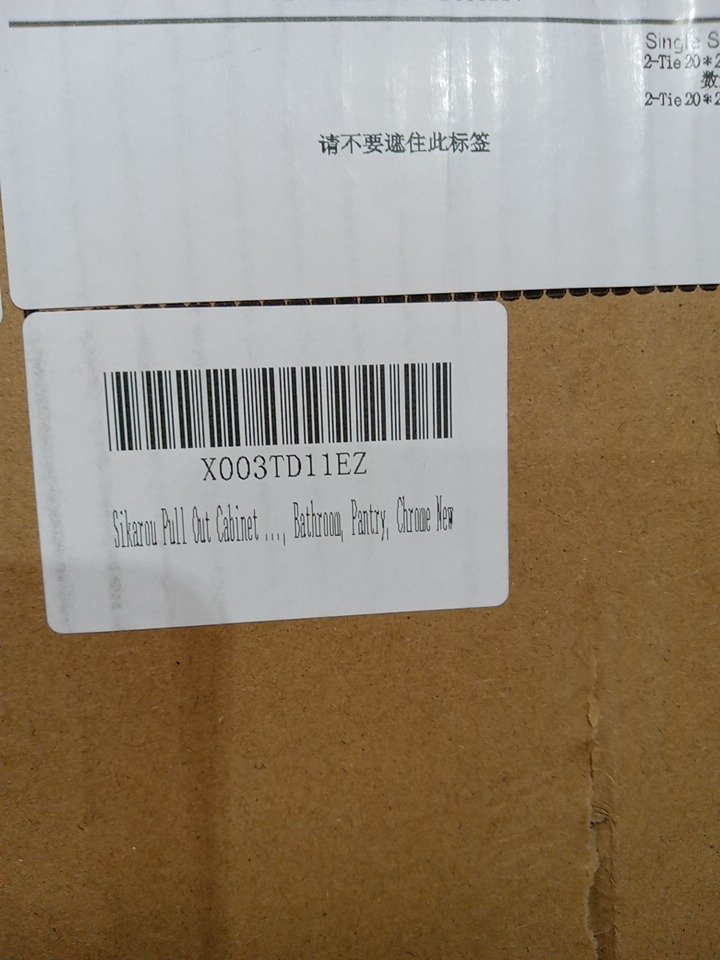 Single S
2-Tie 20*2
数
2-Tie 20*2
请不要遮住此标签
X003TD11EZ
Sikarou Pull Out Cabinet ..., Bathroom, Pantry, Chrome New